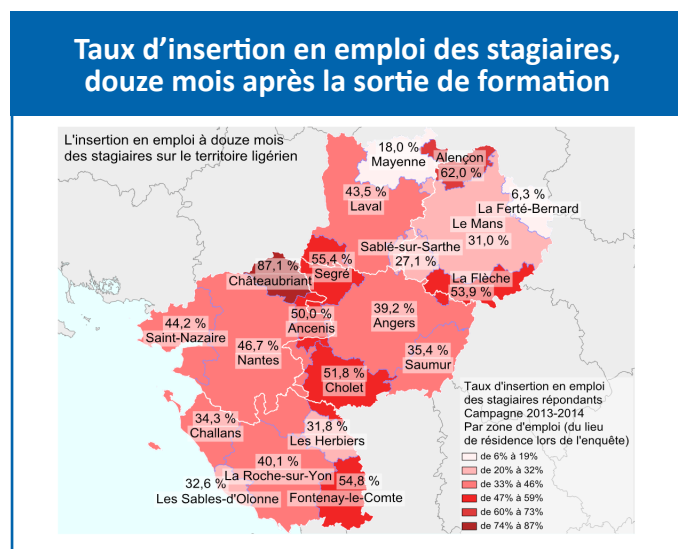 Taux d'insertion en emploi des stagiaires,
douze mois après la sortie de formation
L'insertion en emploi à douze mois
des stagiaires sur le territoire ligérien
18,0 %
Mayenne
Alençon
62,0 %
43,5 %
Laval
6,3 %
La Ferté-Bernard
Le Mans
31,0 %
Sablé-sur-Sarthe
27,1 %
87,1 %
Châteaubriant
55,4 %
Segré
La Flèche
53,9 %
44,2 %
Saint-Nazaire
50,0 %
Ancenis
39,2 %
Angers
46,7 %
Nantes
35,4 %
Saumur
51,8 %
Cholet
34,3 %
Challans
31,8 %
Les Herbiers
40,1 %
La Roche-sur-Yon
32,6 %
Les Sables-d'Olonne
54,8 %
Fontenay-le-Comte
Taux d'insertion en emploi
des stagiaires répondants
Campagne 2013-2014
Par zone d'emploi (du lieu
de résidence lors de l'enquête)
de 6% à 19%
de 20% à 32%
de 33% à 46%
de 47% à 59%
de 60% à 73%
de 74% à 87%